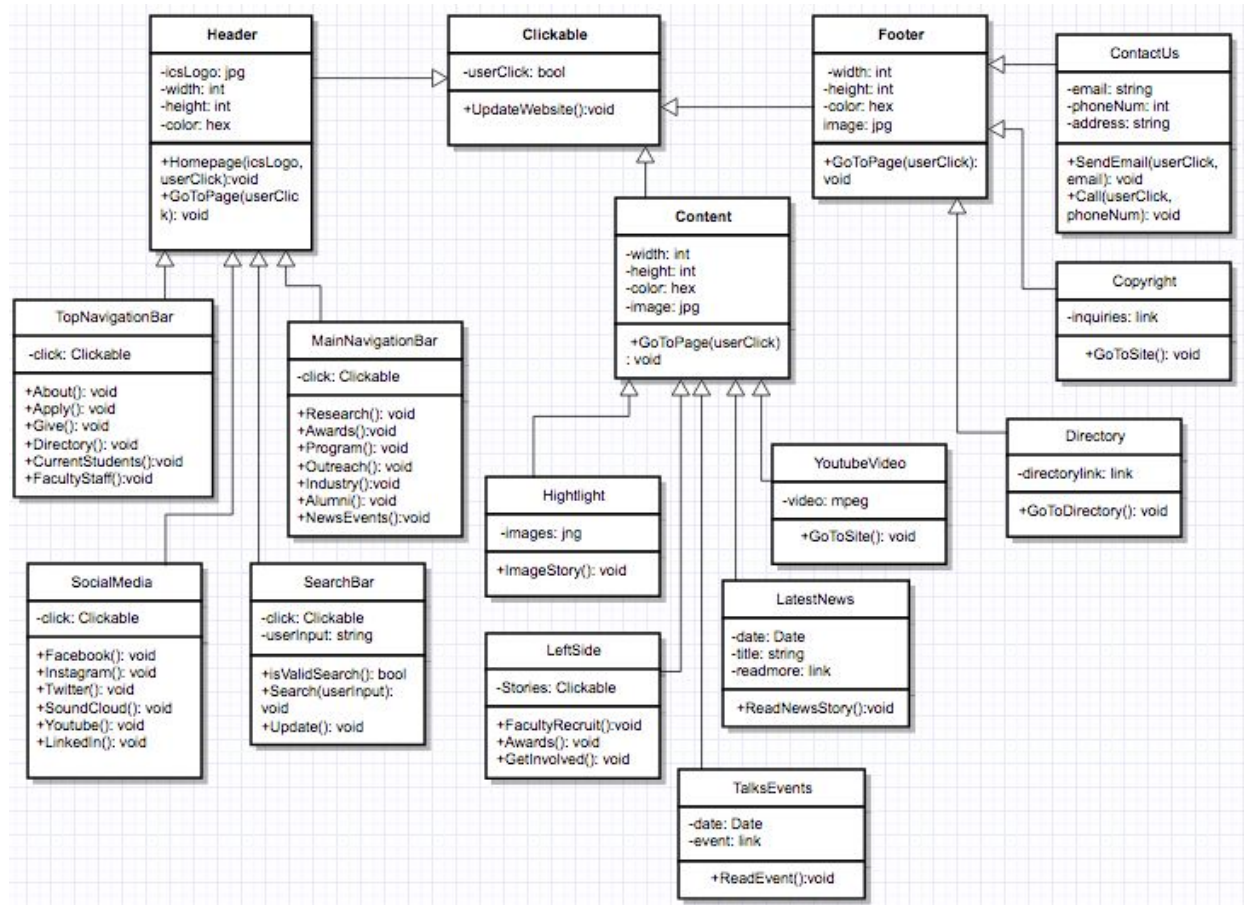 Header
-icsLogo: jpg
-width: int
-height: int
-color: hex
+Homepage(icsLogo,
userClick):void
+GoToPage(userClic
k): void
Clickable
-userClick: bool
+UpdateWebsite():void
Footer
-width: int
-height: int
-color: hex
image: jpg
+GoToPage(userClick):
void
ContactUs
-email: string
-phoneNum: int
-address: string
+SendEmail(userClick,
email): void
+Call(userClick,
phoneNum): void
Content
-width: int
-height: int
-color: hex
-image: jpg
+GoToPage(userClick)
: void
Copyright
-inquiries: link
+GoToSite(): void
TopNavigationBar
-click: Clickable
+About(): void
+Apply(): void
+Give(): void
+Directory(): void
+CurrentStudents():void
+FacultyStaff():void
MainNavigationBar
-click: Clickable
+Research(): void
+Awards():void
+Program(): void
+Outreach(): void
+Industry(): void
+Alumni(): void
+NewsEvents():void
Directory
-directorylink: link
+GoToDirectory(): void
YoutubeVideo
-video: mpeg
+GoToSite(): void
Hightlight
-images: jng
+ImageStory(): void
SocialMedia
-click: Clickable
+Facebook(): void
+Instagram(): void
+Twitter(): void
+SoundCloud(): void
+Youtube(): void
+LinkedIn(): void
SearchBar
-click: Clickable
-userInput: string
+isValidSearch(): bool
+Search(userInput):
void
+Update(): void
LatestNews
-date: Date
-title: string
-readmore: link
+ReadNewsStory():void
LeftSide
-Stories: Clickable
+FacultyRecruit():void
+Awards(): void
+GetInvolved(): void
TalksEvents
-date: Date
-event: link
+ReadEvent():void